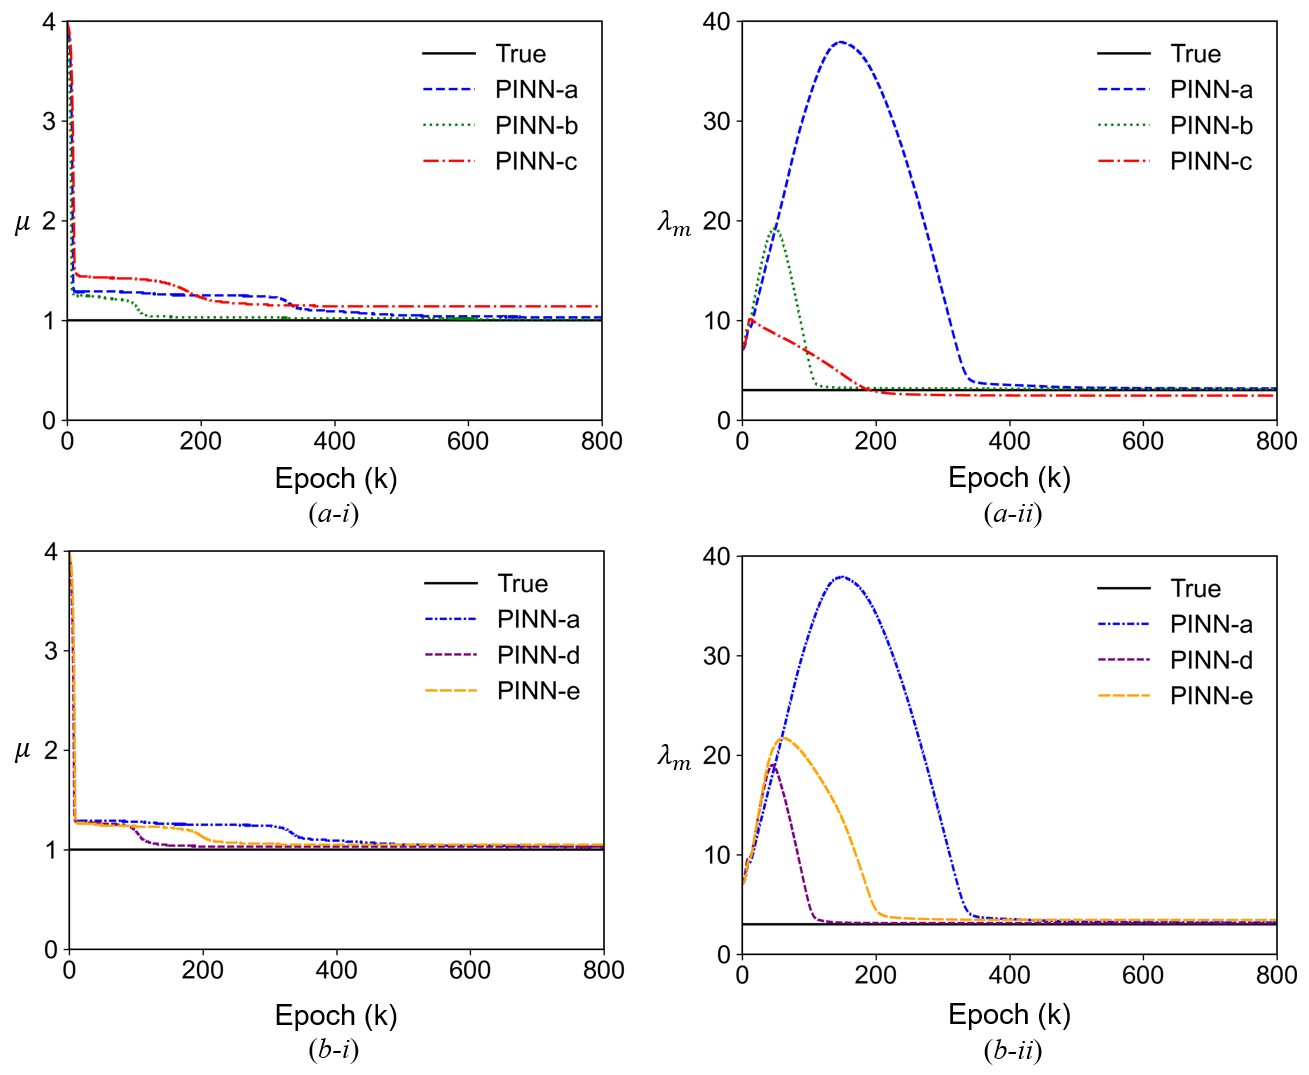 4
3
2
1
0
μ
0 200 400 600 800
Epoch (k)
(a-i)
True
PINN-a
PINN-b
PINN-c
40
30
20
10
0
λm
0 200 400 600 800
Epoch (k)
(a-ii)
True
PINN-a
PINN-b
PINN-c
4
3
2
1
0
μ
0 200 400 600 800
Epoch (k)
(b-i)
True
PINN-a
PINN-d
PINN-e
40
30
20
10
0
λm
0 200 400 600 800
Epoch (k)
(b-ii)
True
PINN-a
PINN-d
PINN-e